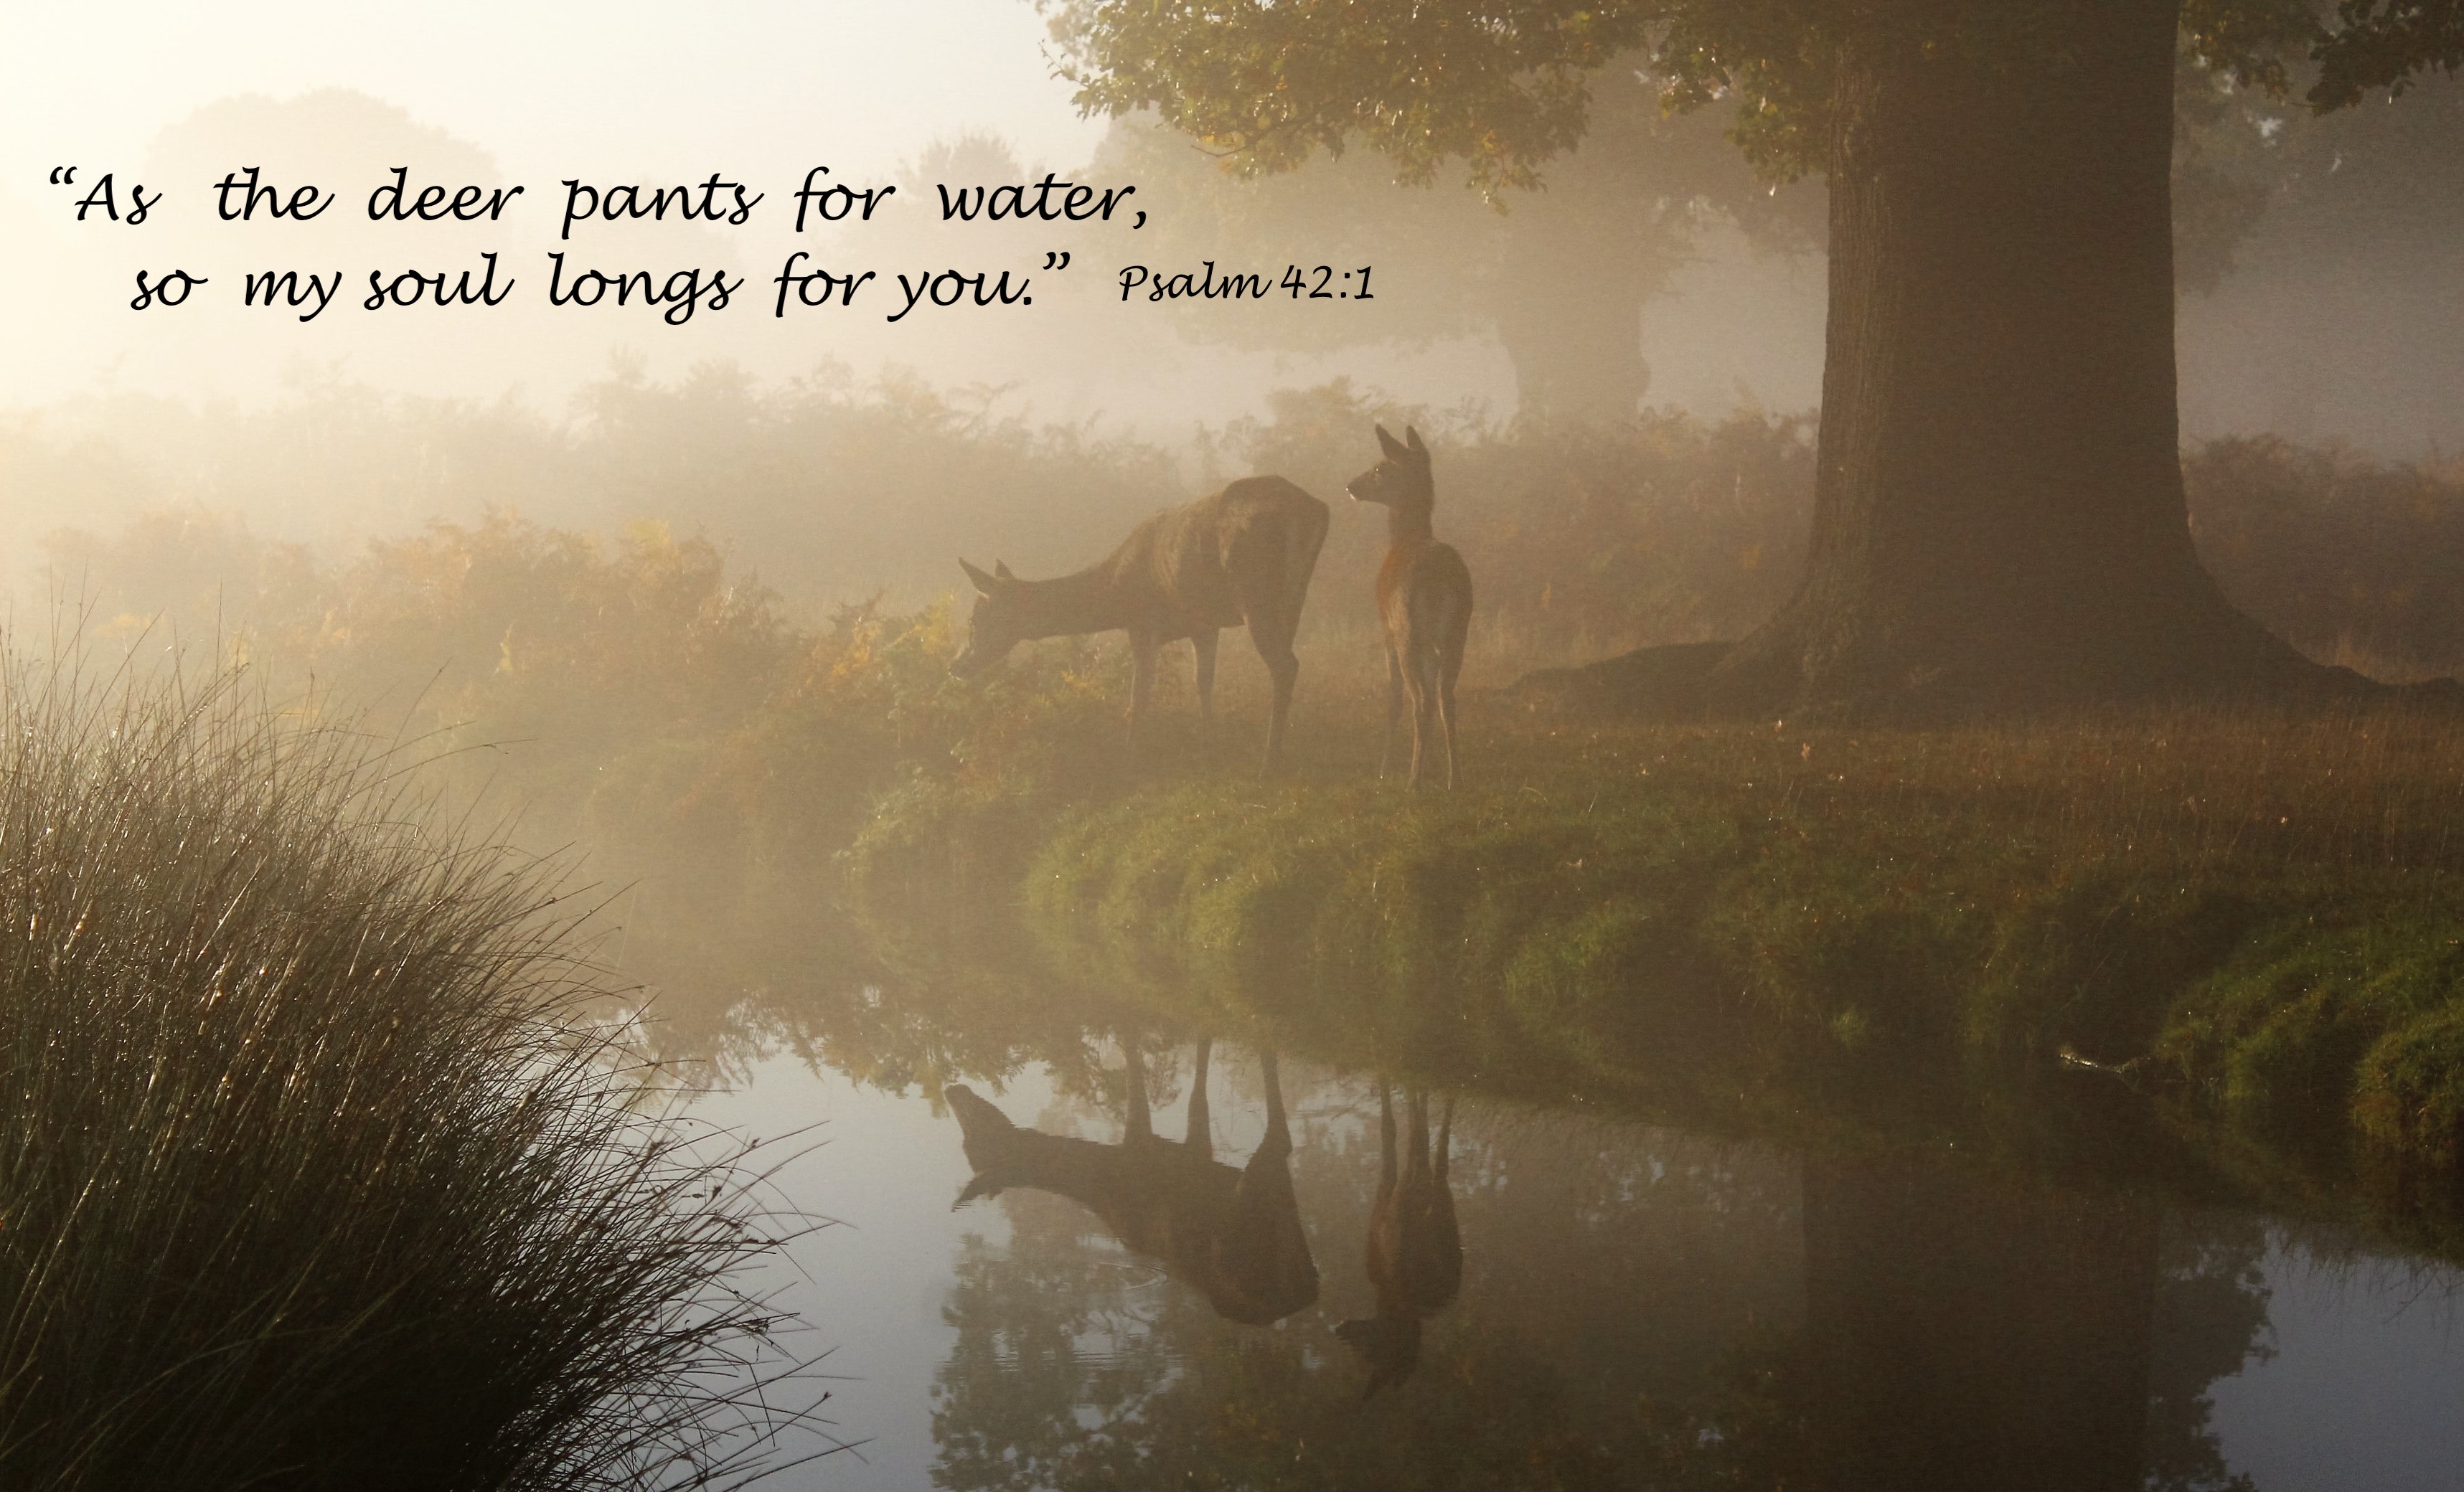 “As the deer pants for water,
so my soul longs for you.” Psalm 42:1